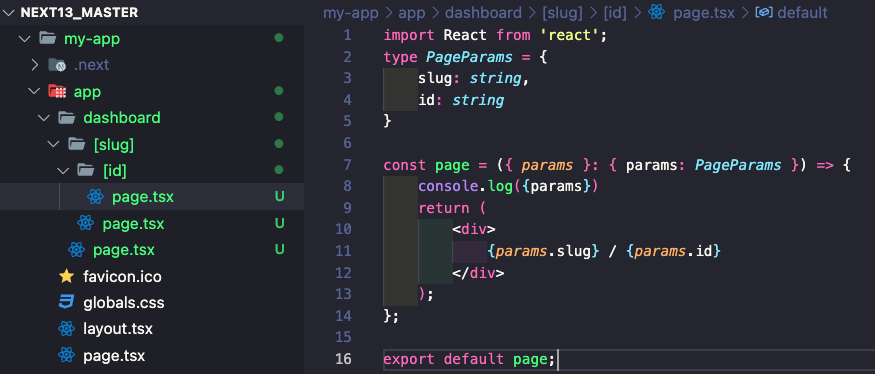 NEXT13_MASTER
my-app
.next
app
dashboard
[slug]
[id]
page.tsx U
page.tsx U
page.tsx U
favicon.ico
globals.css
layout.tsx
page.tsx
my-app > app > dashboard > [slug] > [id] > page.tsx > default
1 import React from 'react';
2 type PageParams = {
3 slug: string,
4 id: string
5 }
6
7 const page = ({ params }: { params: PageParams }) => {
8 console.log({params})
9 return (
10 <div>
11 {params.slug} / {params.id}
12 </div>
13 );
14 };
15
16 export default page;